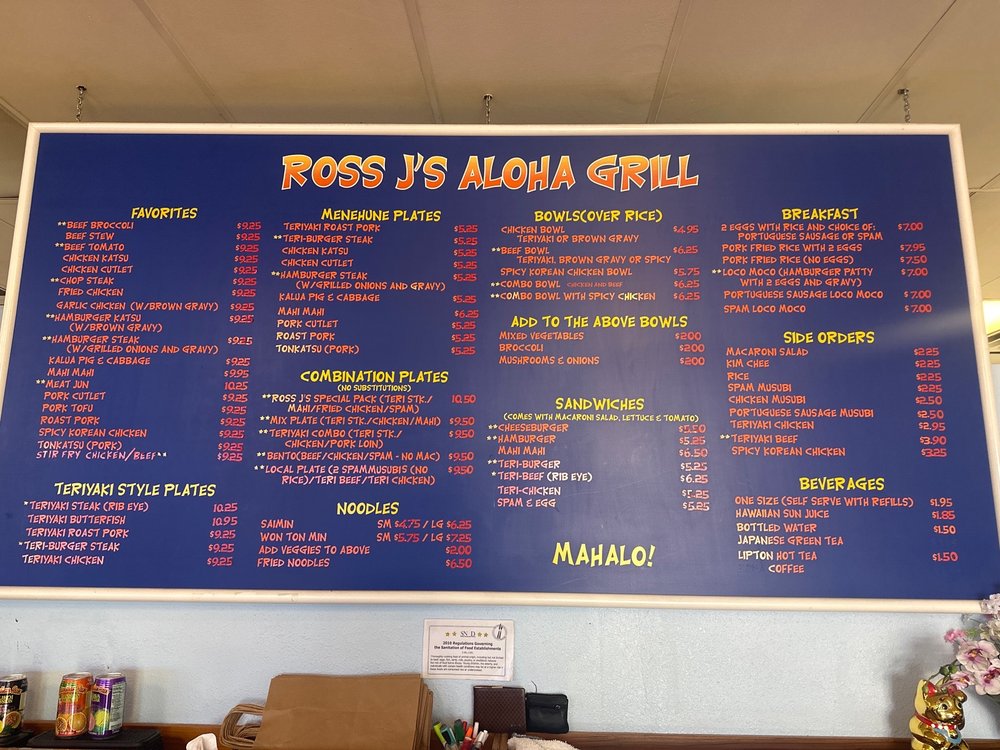 ROSS J'S ALOHA GRILL
FAVORITES
**BEEF BROCCOLI $9.25
BEEF STEW $9.25
**BEEF TOMATO $9.25
CHICKEN KATSU $9.25
CHICKEN CUTLET $9.25
**CHOP STEAK $9.25
FRIED CHICKEN $9.25
GARLIC CHICKEN (W/BROWN GRAVY) $9.25
**HAMBURGER KATSU $9.25
(W/BROWN GRAVY)
**HAMBURGER STEAK $9.25
(W/GRILLED ONIONS AND GRAVY)
KALUA PIG & CABBAGE $9.25
MAHI MAHI $9.95
**MEAT JUN 10.25
PORK CUTLET $9.25
PORK TOFU $9.25
ROAST PORK $9.25
SPICY KOREAN CHICKEN $9.25
TONKATSU (PORK) $9.25
STIR FRY CHICKEN/BEEF** $9.25
TERIYAKI STYLE PLATES
*TERIYAKI STEAK (RIB EYE) 10.25
TERIYAKI BUTTERFISH 10.95
TERIYAKI ROAST PORK $9.25
*TERI-BURGER STEAK $9.25
TERIYAKI CHICKEN $9.25
MENEHUNE PLATES
TERIYAKI ROAST PORK $5.25
**TERI-BURGER STEAK $5.25
CHICKEN KATSU $5.25
CHICKEN CUTLET $5.25
**HAMBURGER STEAK $5.25
(W/GRILLED ONIONS AND GRAVY)
KALUA PIG & CABBAGE $5.25
MAHI MAHI $6.25
PORK CUTLET $5.25
ROAST PORK $5.25
TONKATSU (PORK) $5.25
COMBINATION PLATES
(NO SUBSTITUTIONS)
**ROSS J'S SPECIAL PACK (TERI STK./ 10.50
MAHI/FRIED CHICKEN/SPAM)
**MIX PLATE (TERI STK./CHICKEN/MAHI) $9.50
**TERIYAKI COMBO (TERI STK./ $9.50
CHICKEN/PORK LOIN)
**BENTO(BEEF/CHICKEN/SPAM - NO MAC) $9.50
**LOCAL PLATE (2 SPAMMUSUBIS (NO $9.50
RICE)/TERI BEEF/TERI CHICKEN)
NOODLES
SAIMIN SM $4.75 / LG $6.25
WON TON MIN SM $5.75 / LG $7.25
ADD VEGGIES TO ABOVE $2.00
FRIED NOODLES $6.50
BOWLS(OVER RICE)
CHICKEN BOWL $4.95
TERIYAKI OR BROWN GRAVY
**BEEF BOWL $6.25
TERIYAKI, BROWN GRAVY OR SPICY
SPICY KOREAN CHICKEN BOWL $5.75
**COMBO BOWL CHICKEN AND BEEF $6.25
**COMBO BOWL WITH SPICY CHICKEN $6.25
ADD TO THE ABOVE BOWLS
MIXED VEGETABLES $2.00
BROCCOLI $2.00
MUSHROOMS & ONIONS $2.00
SANDWICHES
(COMES WITH MACARONI SALAD, LETTUCE & TOMATO)
**CHEESEBURGER $5.50
**HAMBURGER $5.25
MAHI MAHI $6.50
**TERI-BURGER $5.25
*TERI-BEEF (RIB EYE) $6.25
TERI-CHICKEN $5.25
SPAM & EGG $5.25
MAHALO!
BREAKFAST
2 EGGS WITH RICE AND CHOICE OF: $7.00
PORTUGUESE SAUSAGE OR SPAM
PORK FRIED RICE WITH 2 EGGS $7.95
PORK FRIED RICE (NO EGGS) $7.50
**LOCO MOCO (HAMBURGER PATTY $7.00
WITH 2 EGGS AND GRAVY)
PORTUGUESE SAUSAGE LOCO MOCO $7.00
SPAM LOCO MOCO $7.00
SIDE ORDERS
MACARONI SALAD $2.25
KIM CHEE $2.25
RICE $2.25
SPAM MUSUBI $2.25
CHICKEN MUSUBI $2.50
PORTUGUESE SAUSAGE MUSUBI $2.50
TERIYAKI CHICKEN $2.95
**TERIYAKI BEEF $3.90
SPICY KOREAN CHICKEN $3.25
BEVERAGES
ONE SIZE (SELF SERVE WITH REFILLS) $1.95
HAWAIIAN SUN JUICE $1.85
BOTTLED WATER $1.50
JAPANESE GREEN TEA
LIPTON HOT TEA $1.50
COFFEE
SNHD
2010 Regulations Governing
the Sanitation of Food Establishments